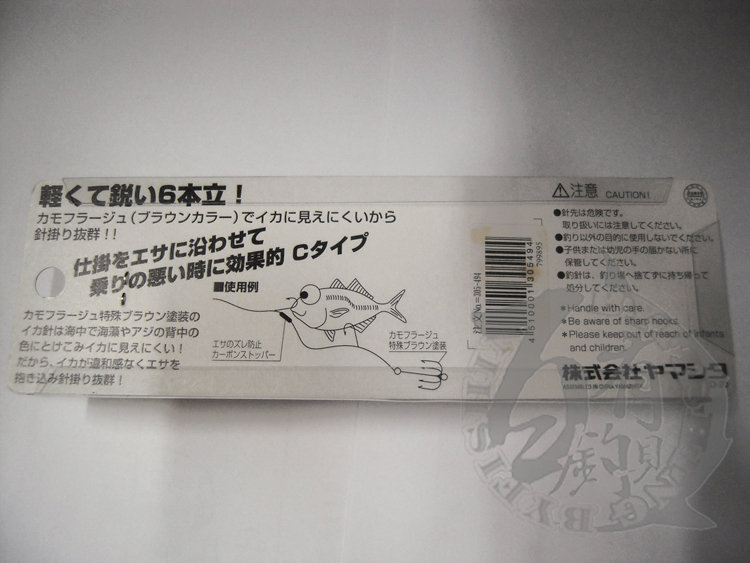 軽くて鋭い6本立！
カモフラージュ（ブラウンカラー）でイカに見えにくいから
針掛り抜群！！
仕掛をエサに沿わせて
乗りの悪い時に効果的 Cタイプ
■使用例
カモフラージュ特殊ブラウン塗装の
イカ針は海中で海藻やアジの背中の
色にとけこみイカに見えにくい！
だから、イカが違和感なくエサを
抱き込み針掛り抜群！
エサのズレ防止
カーボンストッパー
カモフラージュ
特殊ブラウン塗装
注文No.=305-494
4510001305494
799895
⚠注意 CAUTION!
●針先は危険です。
取り扱いには注意してください。
●釣り以外の目的に使用しないでください。
●子供または幼児の手の届かない所に
保管してください。
●釣針は、釣り場へ捨てずに持ち帰って
処分してください。
＊Handle with care.
＊Be aware of sharp hooks.
＊Please keep out of reach of infants
and children.
株式会社ヤマシタ